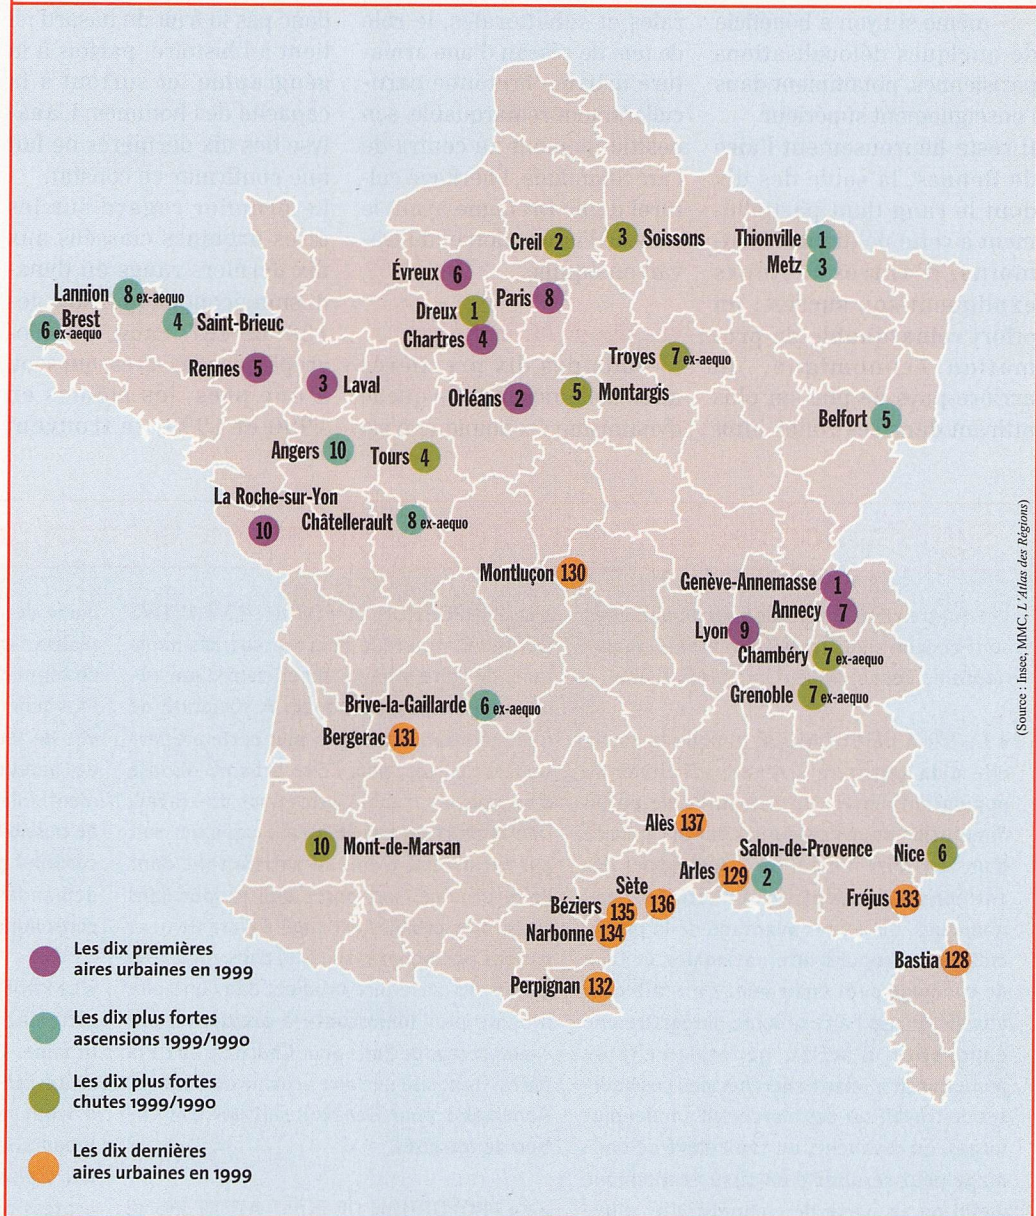 Creil 2
3 Soissons
Thionville 1
Metz 3
Évreux 6
Paris 8
Lannion 8 ex-aequo
Brest
6 ex-aequo
4 Saint-Brieuc
Dreux 1
Chartres 4
Troyes 7 ex-aequo
Rennes 5
3 Laval
Orléans 2
5 Montargis
Belfort 5
Angers 10
Tours 4
La Roche-sur-Yon
10
Châtellerault 8 ex-aequo
Montluçon 130
Genève-Annemasse 1
Annecy 7
Lyon 9
Chambéry 7 ex-aequo
Grenoble 7 ex-aequo
Brive-la-Gaillarde 6 ex-aequo
Bergerac 131
Alès 137
10 Mont-de-Marsan
Salon-de-Provence
2
Nice 6
Arles 129
Sète
136
Fréjus 133
Béziers 135
Narbonne 134
Bastia 128
Perpignan 132
Les dix premières
aires urbaines en 1999
Les dix plus fortes
ascensions 1999/1990
Les dix plus fortes
chutes 1999/1990
Les dix dernières
aires urbaines en 1999
(Source : Insee, MMC, L'Atlas des Régions)